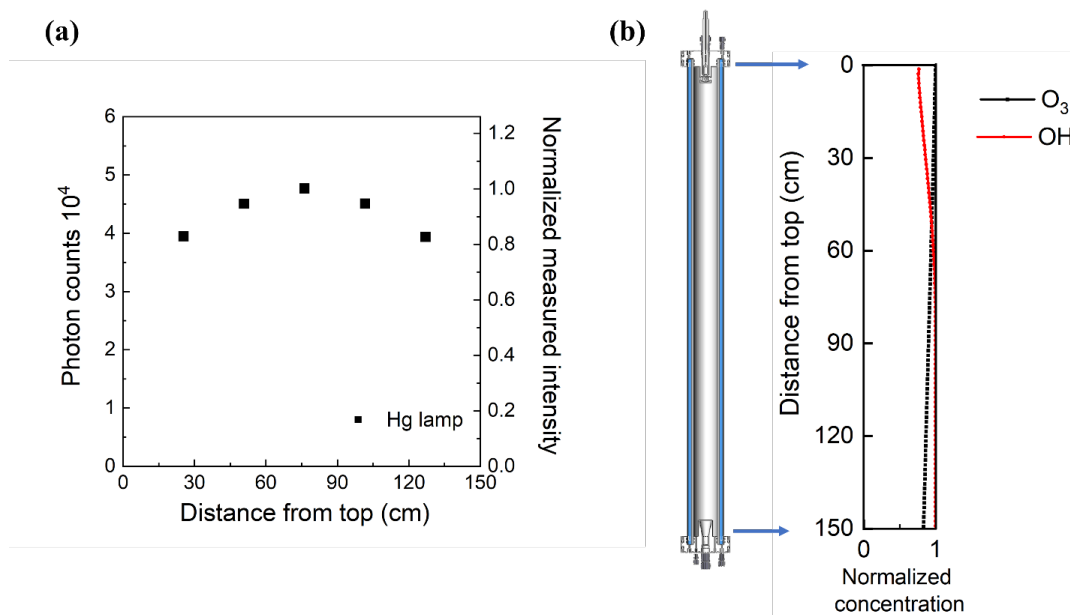 (a)
6
5
4
3
2
1
0
Photon counts 10⁴
1.2
1.0
0.8
0.6
0.4
0.2
0.0
Normalized measured intensity
Hg lamp
0 30 60 90 120 150
Distance from top (cm)
(b)
0
30
60
90
120
150
Distance from top (cm)
0 1
Normalized
concentration
O₃
OH